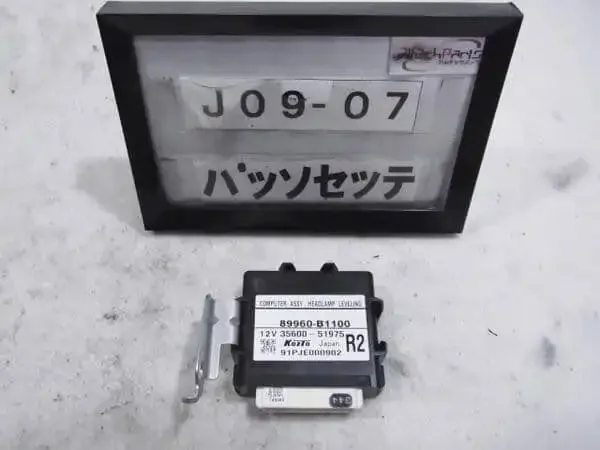 J09-07
パッソセッテ
COMPUTER ASSY, HEADLAMP LEVELING
89960-B1100
12V 35600-51975
Koito Japan R2
91PJE000902